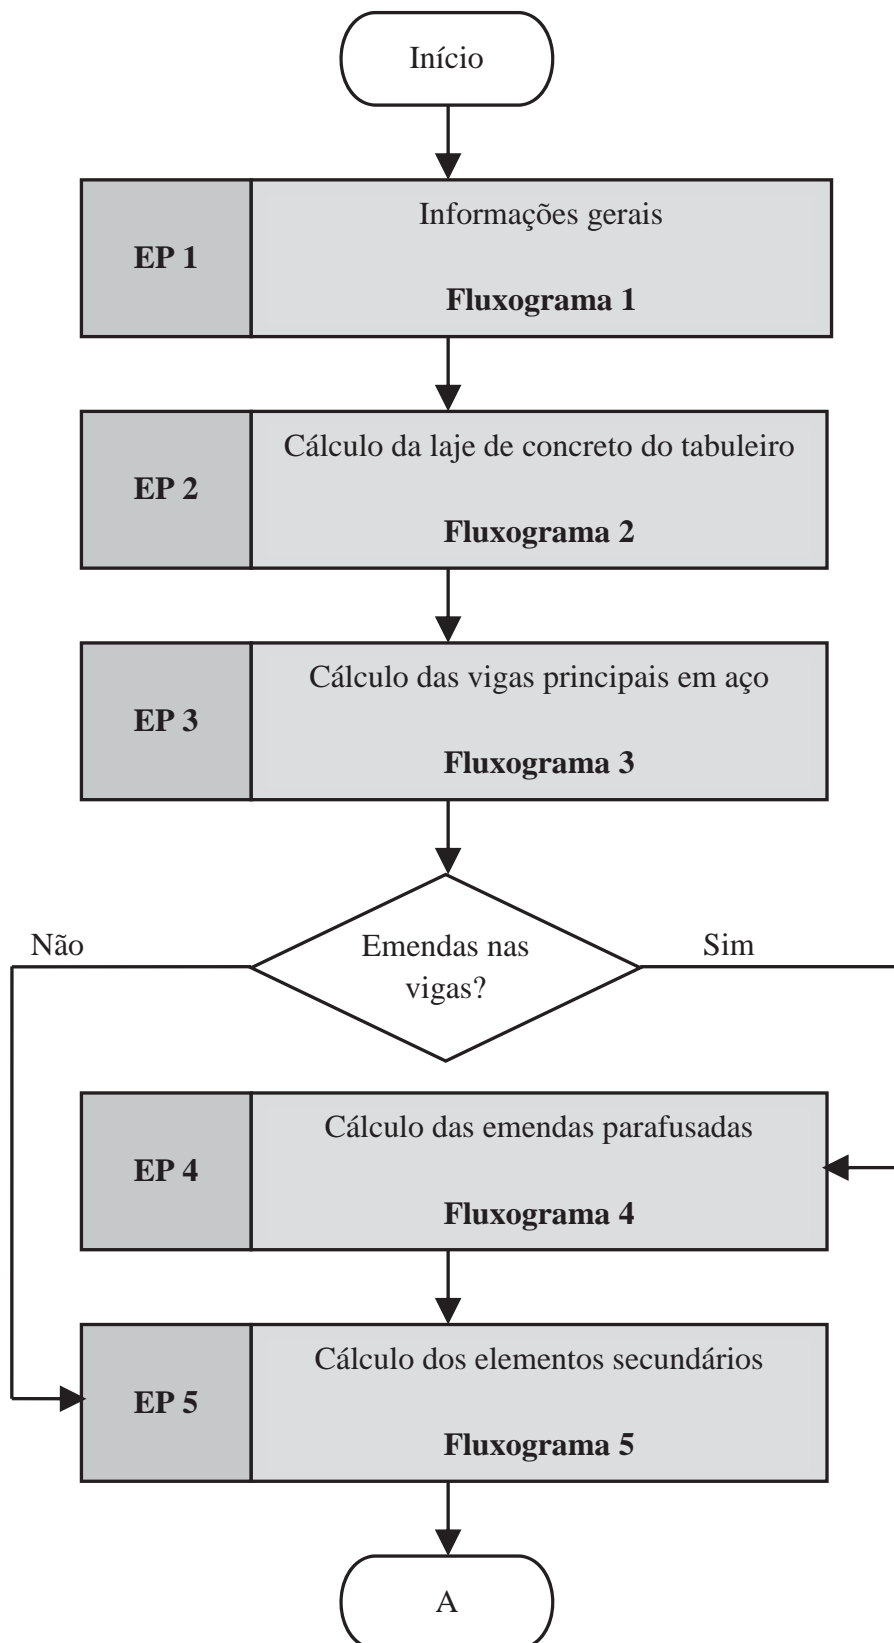 Início
EP 1
Informações gerais
Fluxograma 1
EP 2
Cálculo da laje de concreto do tabuleiro
Fluxograma 2
EP 3
Cálculo das vigas principais em aço
Fluxograma 3
Não
Emendas nas
vigas?
Sim
EP 4
Cálculo das emendas parafusadas
Fluxograma 4
EP 5
Cálculo dos elementos secundários
Fluxograma 5
A